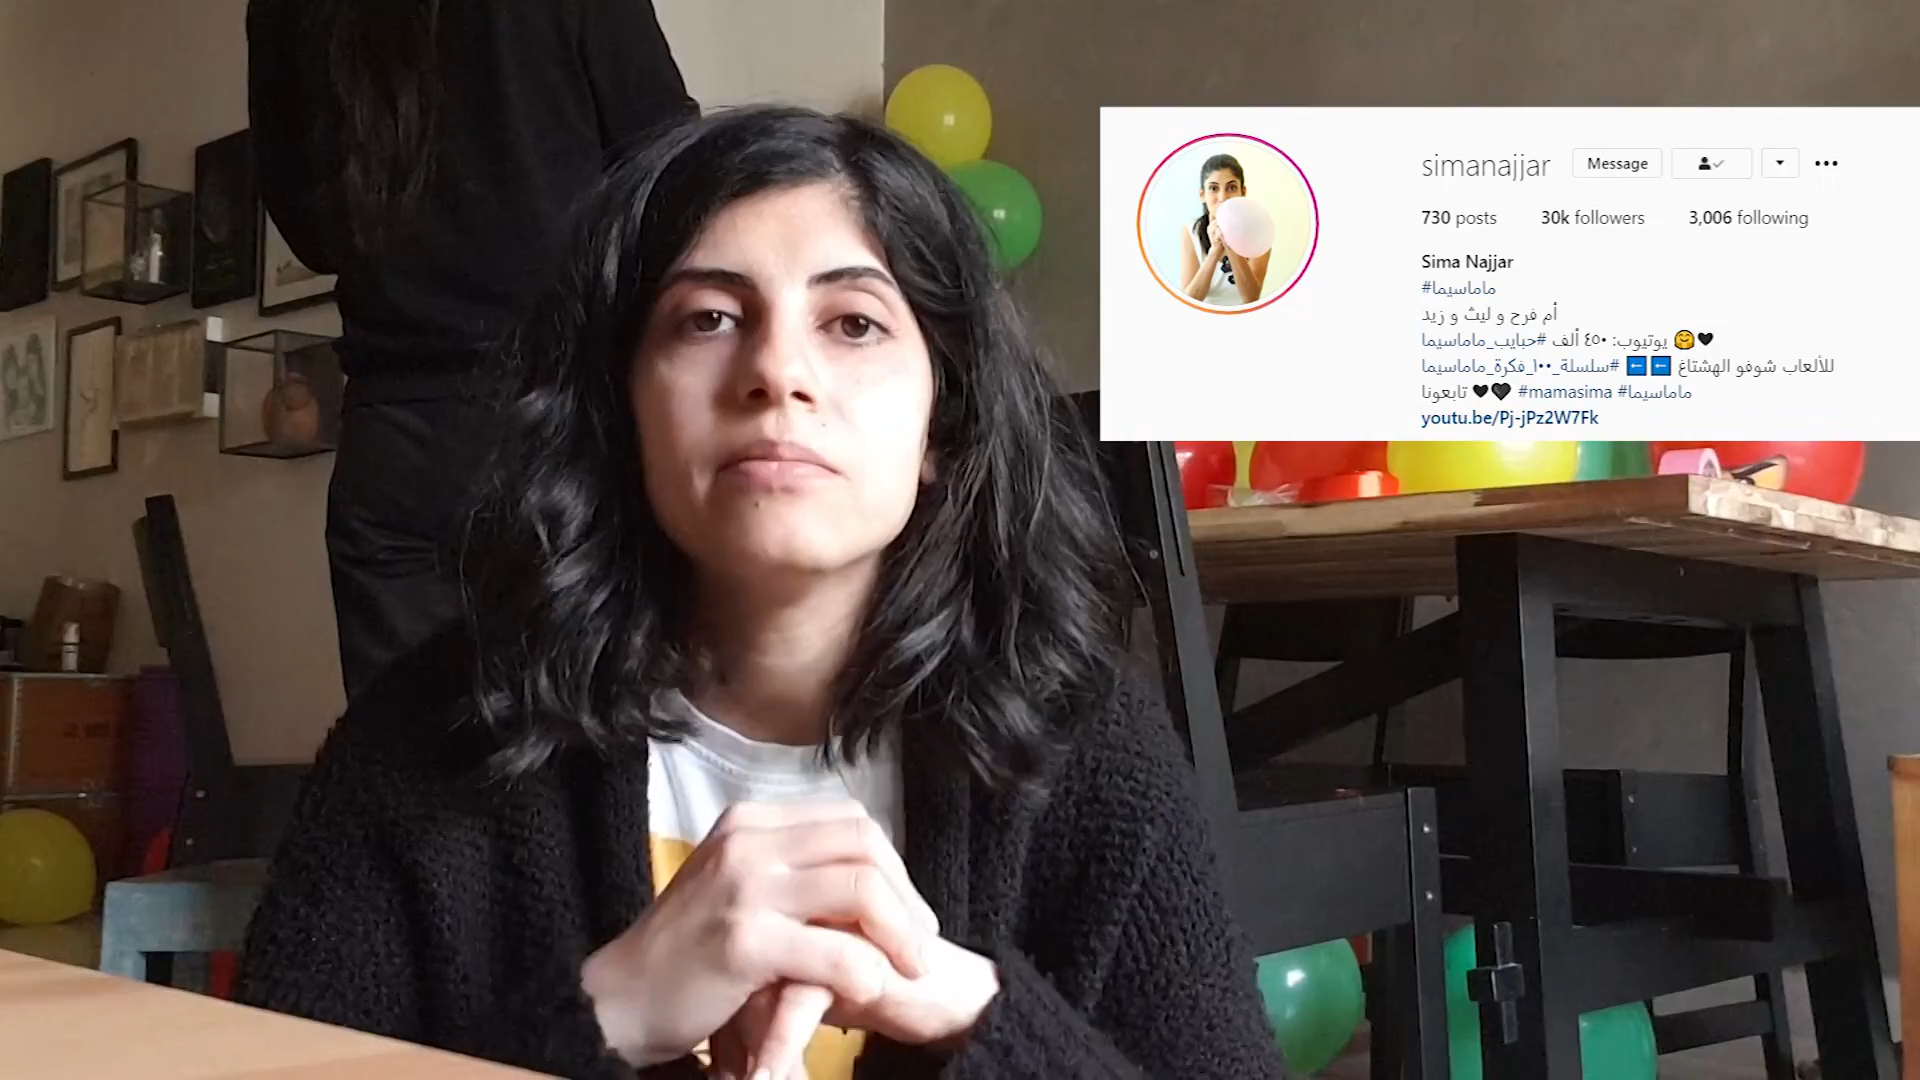 simanajjar Message
730 posts 30k followers 3,006 following
Sima Najjar
#ماماسيما
أم فرح و ليث و زيد
🖤🤗 يوتيوب: ٤٥٠ ألف #حبايب_ماماسيما
للألعاب شوفو الهشتاغ ⬅️⬅️ #سلسلة_١٠٠_فكرة_ماماسيما
#ماماسيما #mamasima 🖤🖤 تابعونا
youtu.be/Pj-jPz2W7Fk